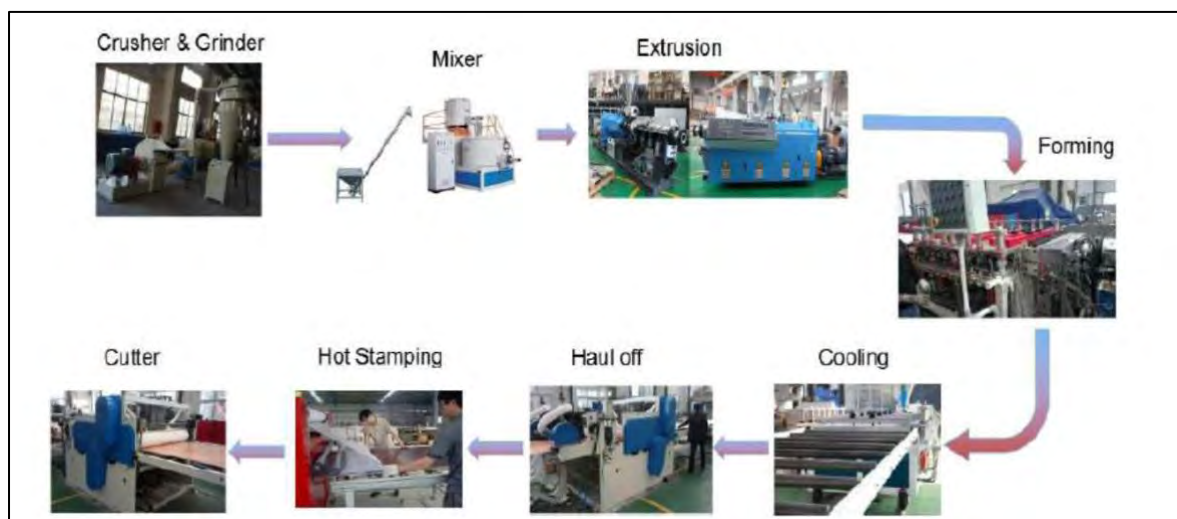 Crusher & Grinder
Mixer
Extrusion
Forming
Cooling
Haul off
Hot Stamping
Cutter